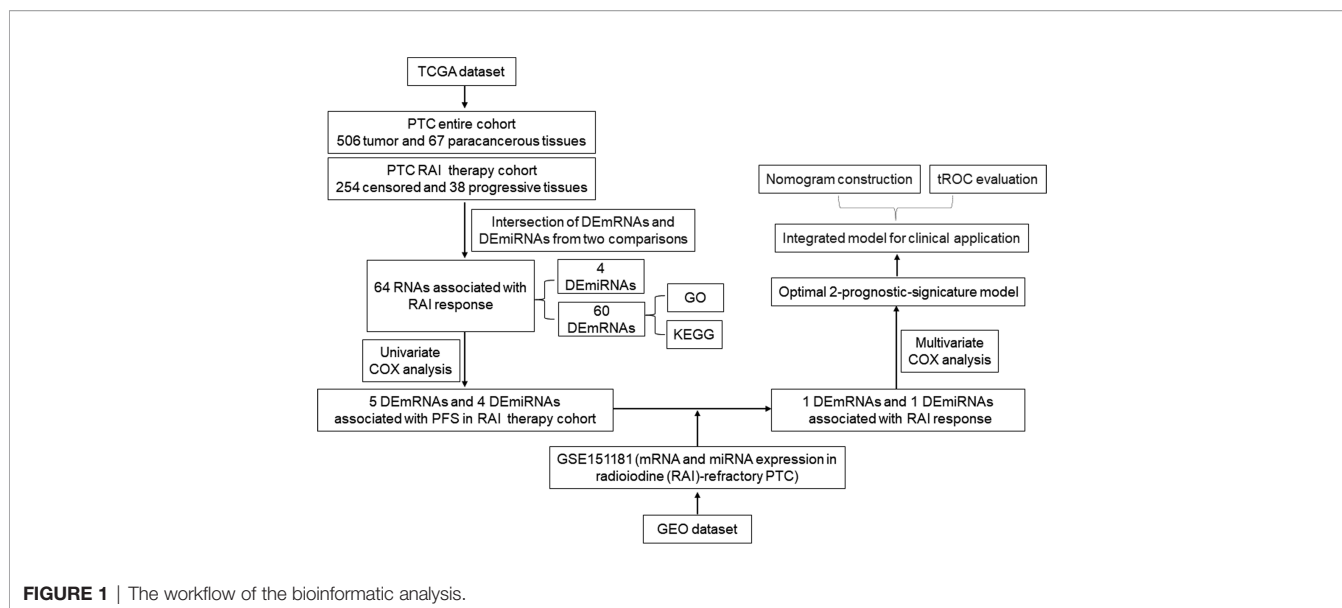 TCGA dataset
PTC entire cohort
506 tumor and 67 paracancerous tissues
PTC RAI therapy cohort
254 censored and 38 progressive tissues
Intersection of DEmRNAs and
DEmiRNAs from two comparisons
64 RNAs associated with
RAI response
4
DEmiRNAs
60
DEmRNAs
GO
KEGG
Univariate
COX analysis
5 DEmRNAs and 4 DEmiRNAs
associated with PFS in RAI therapy cohort
GSE151181 (mRNA and miRNA expression in
radioiodine (RAI)-refractory PTC)
GEO dataset
1 DEmRNAs and 1 DEmiRNAs
associated with RAI response
Multivariate
COX analysis
Optimal 2-prognostic-signicature model
Integrated model for clinical application
Nomogram construction
tROC evaluation
FIGURE 1 | The workflow of the bioinformatic analysis.